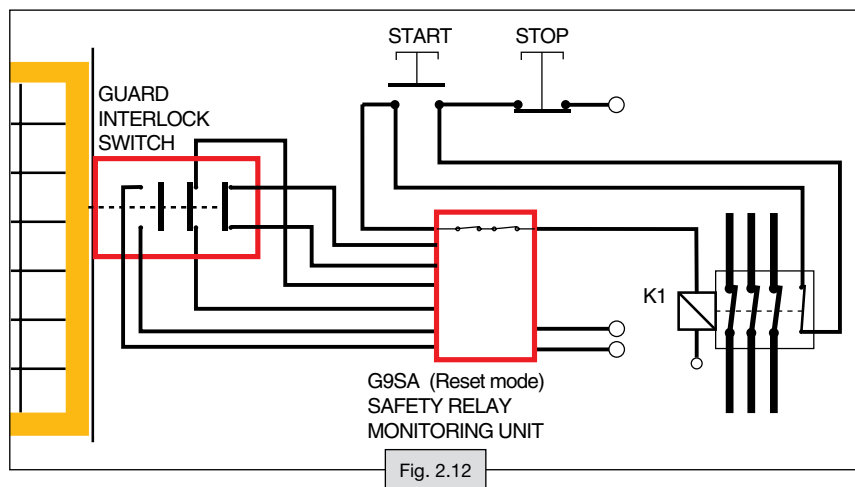 START
STOP
GUARD
INTERLOCK
SWITCH
K1
G9SA (Reset mode)
SAFETY RELAY
MONITORING UNIT
Fig. 2.12